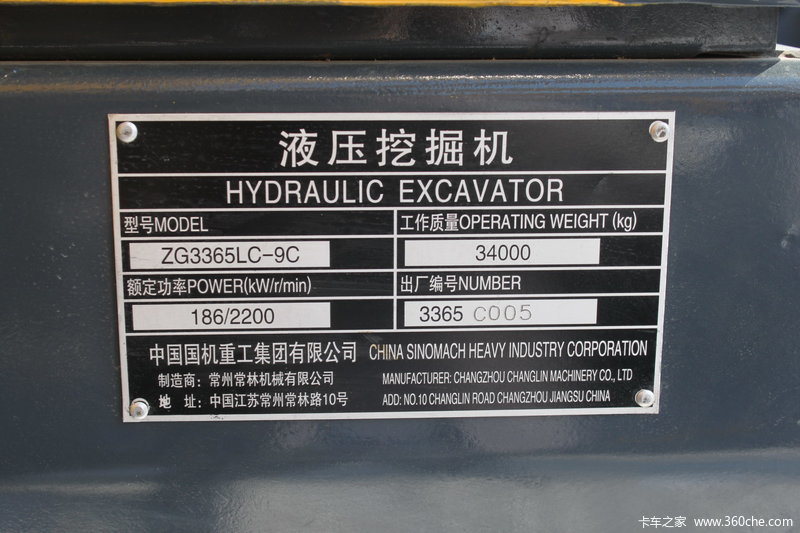 液压挖掘机
HYDRAULIC EXCAVATOR
型号MODEL
ZG3365LC-9C
工作质量OPERATING WEIGHT (kg)
34000
额定功率POWER(kW/r/min)
186/2200
出厂编号NUMBER
3365 C005
中国国机重工集团有限公司 CHINA SINOMACH HEAVY INDUSTRY CORPORATION
制造商：常州常林机械有限公司 MANUFACTURER: CHANGZHOU CHANGLIN MACHINERY CO., LTD
地 址：中国江苏常州常林路10号 ADD: NO.10 CHANGLIN ROAD CHANGZHOU JIANGSU CHINA
卡车之家 www.360che.com